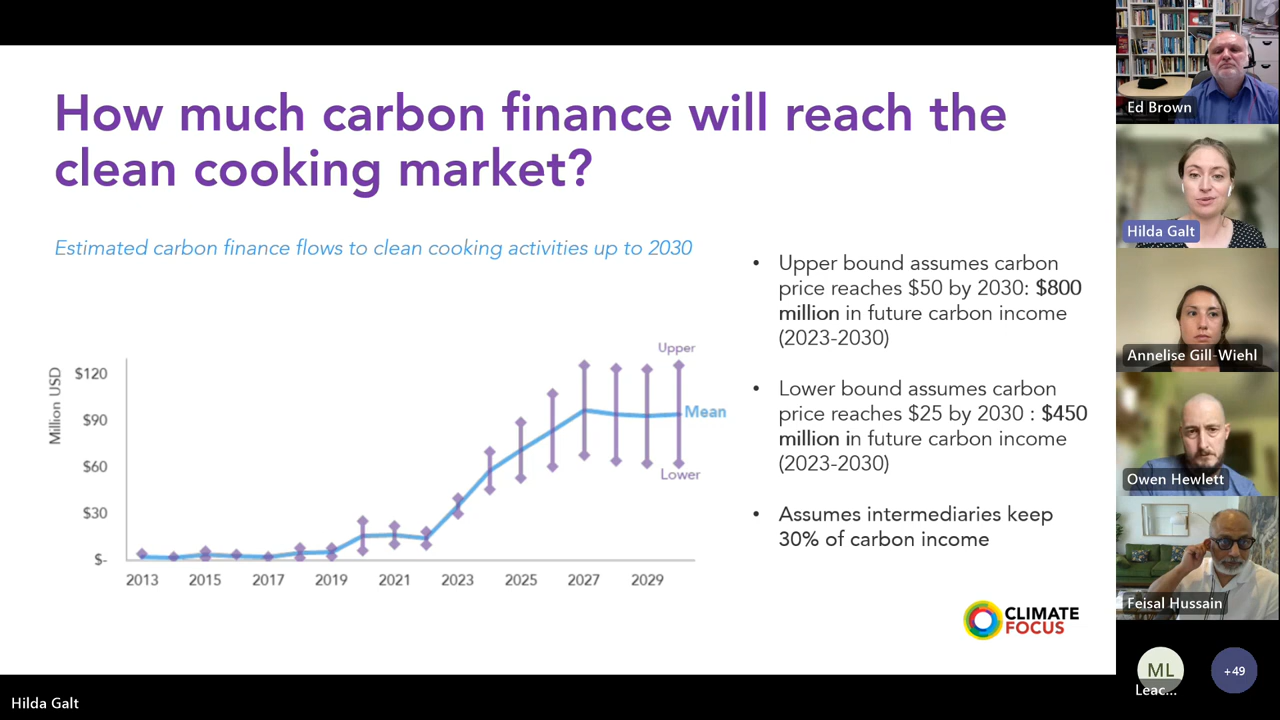 How much carbon finance will reach the
clean cooking market?
Estimated carbon finance flows to clean cooking activities up to 2030
Million USD
$120
$90
$60
$30
$-
2013
2015
2017
2019
2021
2023
2025
2027
2029
Upper
Mean
Lower
• Upper bound assumes carbon
price reaches $50 by 2030: $800
million in future carbon income
(2023-2030)
• Lower bound assumes carbon
price reaches $25 by 2030 : $450
million in future carbon income
(2023-2030)
• Assumes intermediaries keep
30% of carbon income
CLIMATE
FOCUS
Hilda Galt
Ed Brown
Hilda Galt
Annelise Gill-Wiehl
Owen Hewlett
Feisal Hussain
ML
Leac...
+49